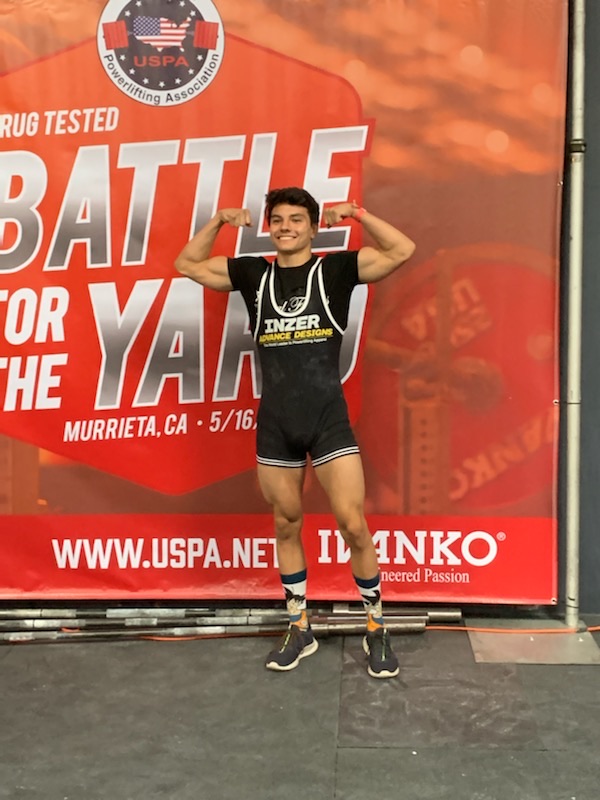 USPA
Powerlifting Association
RUG TESTED
BATTLE
FOR
THE YA
MURRIETA, CA · 5/16
INZER
ADVANCE DESIGNS
WWW.USPA.NET
IVANKO®
neered Passion